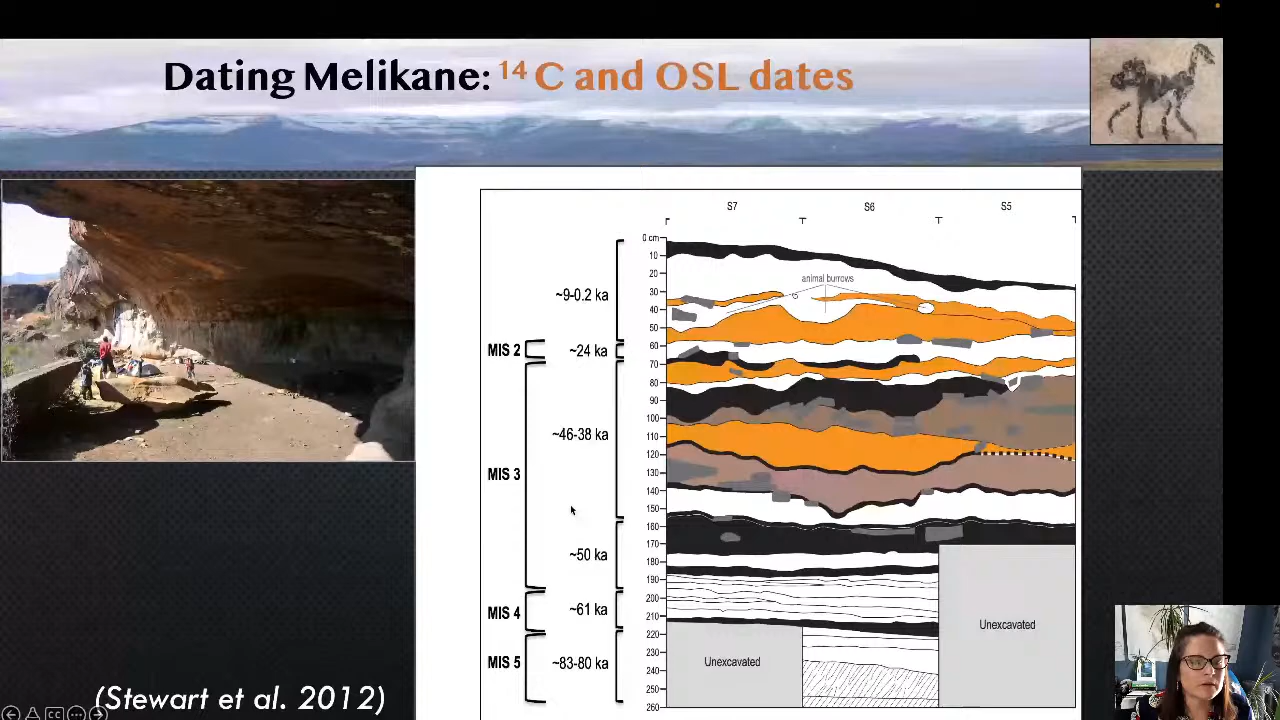 Dating Melikane: ¹⁴C and OSL dates
S7 S6 S5
0 cm
10
20
30
40
50
60
70
80
90
100
110
120
130
140
150
160
170
180
190
200
210
220
230
240
250
260
animal burrows
~9-0.2 ka
MIS 2 ~24 ka
~46-38 ka
MIS 3
~50 ka
MIS 4 ~61 ka
MIS 5 ~83-80 ka
Unexcavated
Unexcavated
(Stewart et al. 2012)
CC